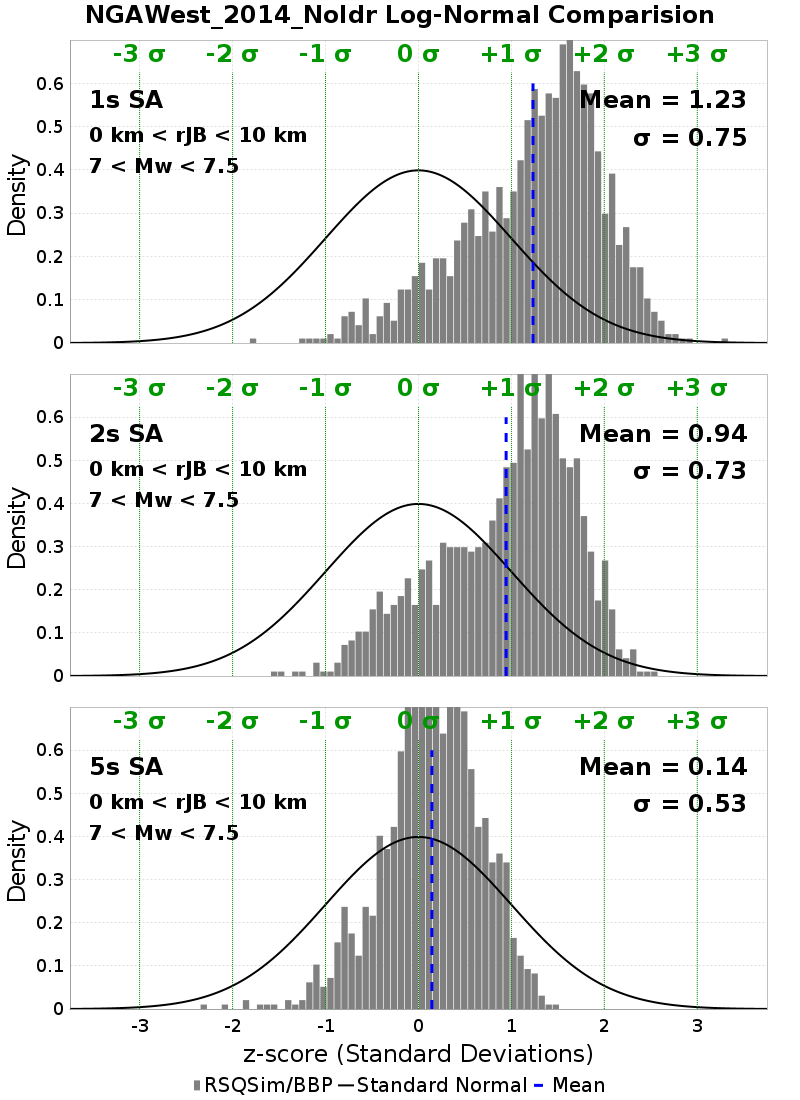 NGAWest_2014_NoIdr Log-Normal Comparision
-3 σ -2 σ -1 σ 0 σ +1 σ +2 σ +3 σ
1s SA
0 km < rJB < 10 km
7 < Mw < 7.5
Mean = 1.23
σ = 0.75
Density
0.6
0.5
0.4
0.3
0.2
0.1
0
-3 σ -2 σ -1 σ 0 σ +1 σ +2 σ +3 σ
2s SA
0 km < rJB < 10 km
7 < Mw < 7.5
Mean = 0.94
σ = 0.73
Density
0.6
0.5
0.4
0.3
0.2
0.1
0
-3 σ -2 σ -1 σ 0 σ +1 σ +2 σ +3 σ
5s SA
0 km < rJB < 10 km
7 < Mw < 7.5
Mean = 0.14
σ = 0.53
Density
0.6
0.5
0.4
0.3
0.2
0.1
0
-3 -2 -1 0 1 2 3
z-score (Standard Deviations)
RSQSim/BBP Standard Normal Mean